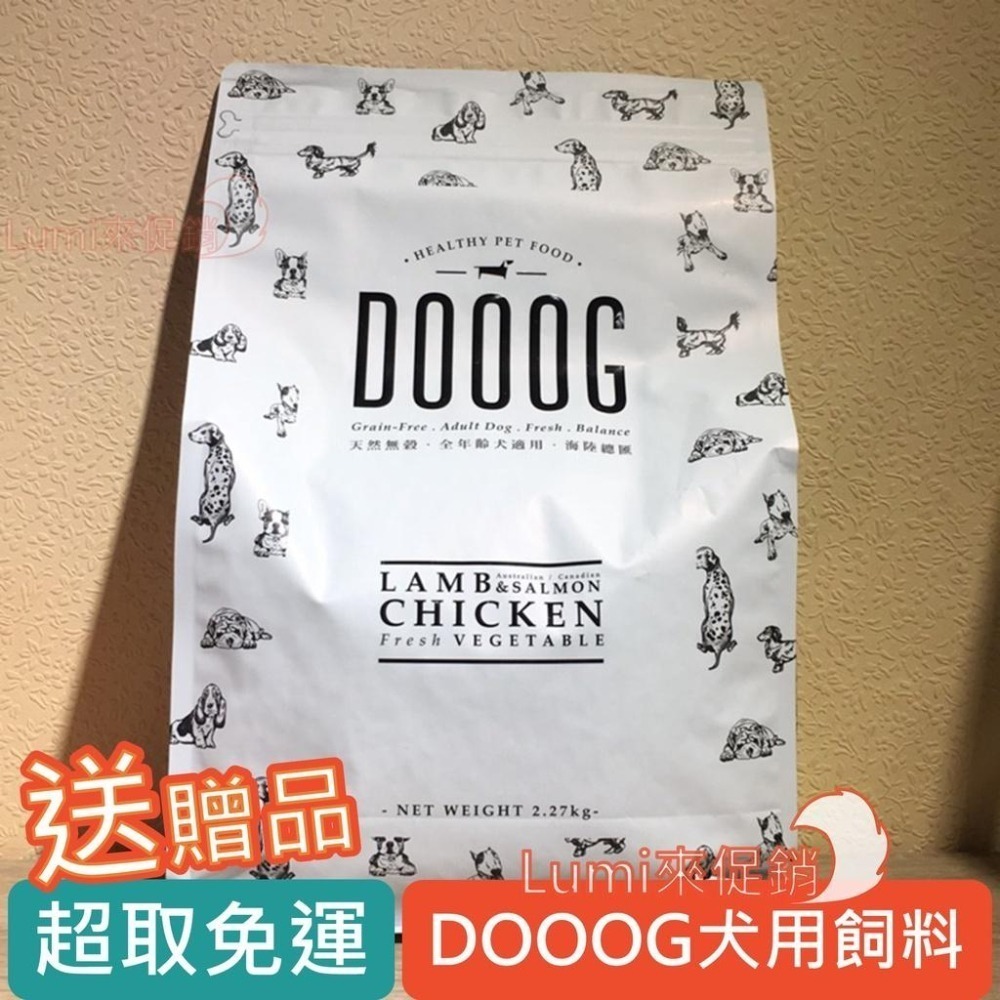 Lumi來促銷
· HEALTHY PET FOOD ·
DOOOG
Grain-Free . Adult Dog . Fresh . Balance
天然無穀 · 全年齡犬適用 · 海陸總匯
Australian / Canadian
LAMB &SALMON
CHICKEN
Fresh VEGETABLE
- NET WEIGHT 2.27kg-
送贈品
Lumi來促銷
超取免運
DOOOG犬用飼料